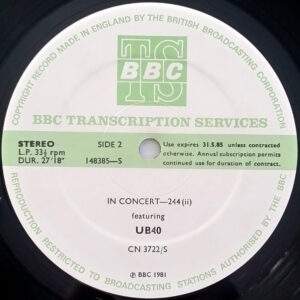 COPYRIGHT RECORD MADE IN ENGLAND BY THE BRITISH BROADCASTING CORPORATION
TS
BBC
BBC TRANSCRIPTION SERVICES
STEREO
L.P. 33⅓ rpm
DUR. 27'18"
SIDE 2
148385—S
Use expires 31.5.85 unless contracted
otherwise. Annual subscription permits
continued use for duration of contract.
IN CONCERT—244 (ii)
featuring
UB40
CN 3722/S
℗ BBC 1981
REPRODUCTION RESTRICTED TO BROADCASTING STATIONS AUTHORISED BY THE BBC